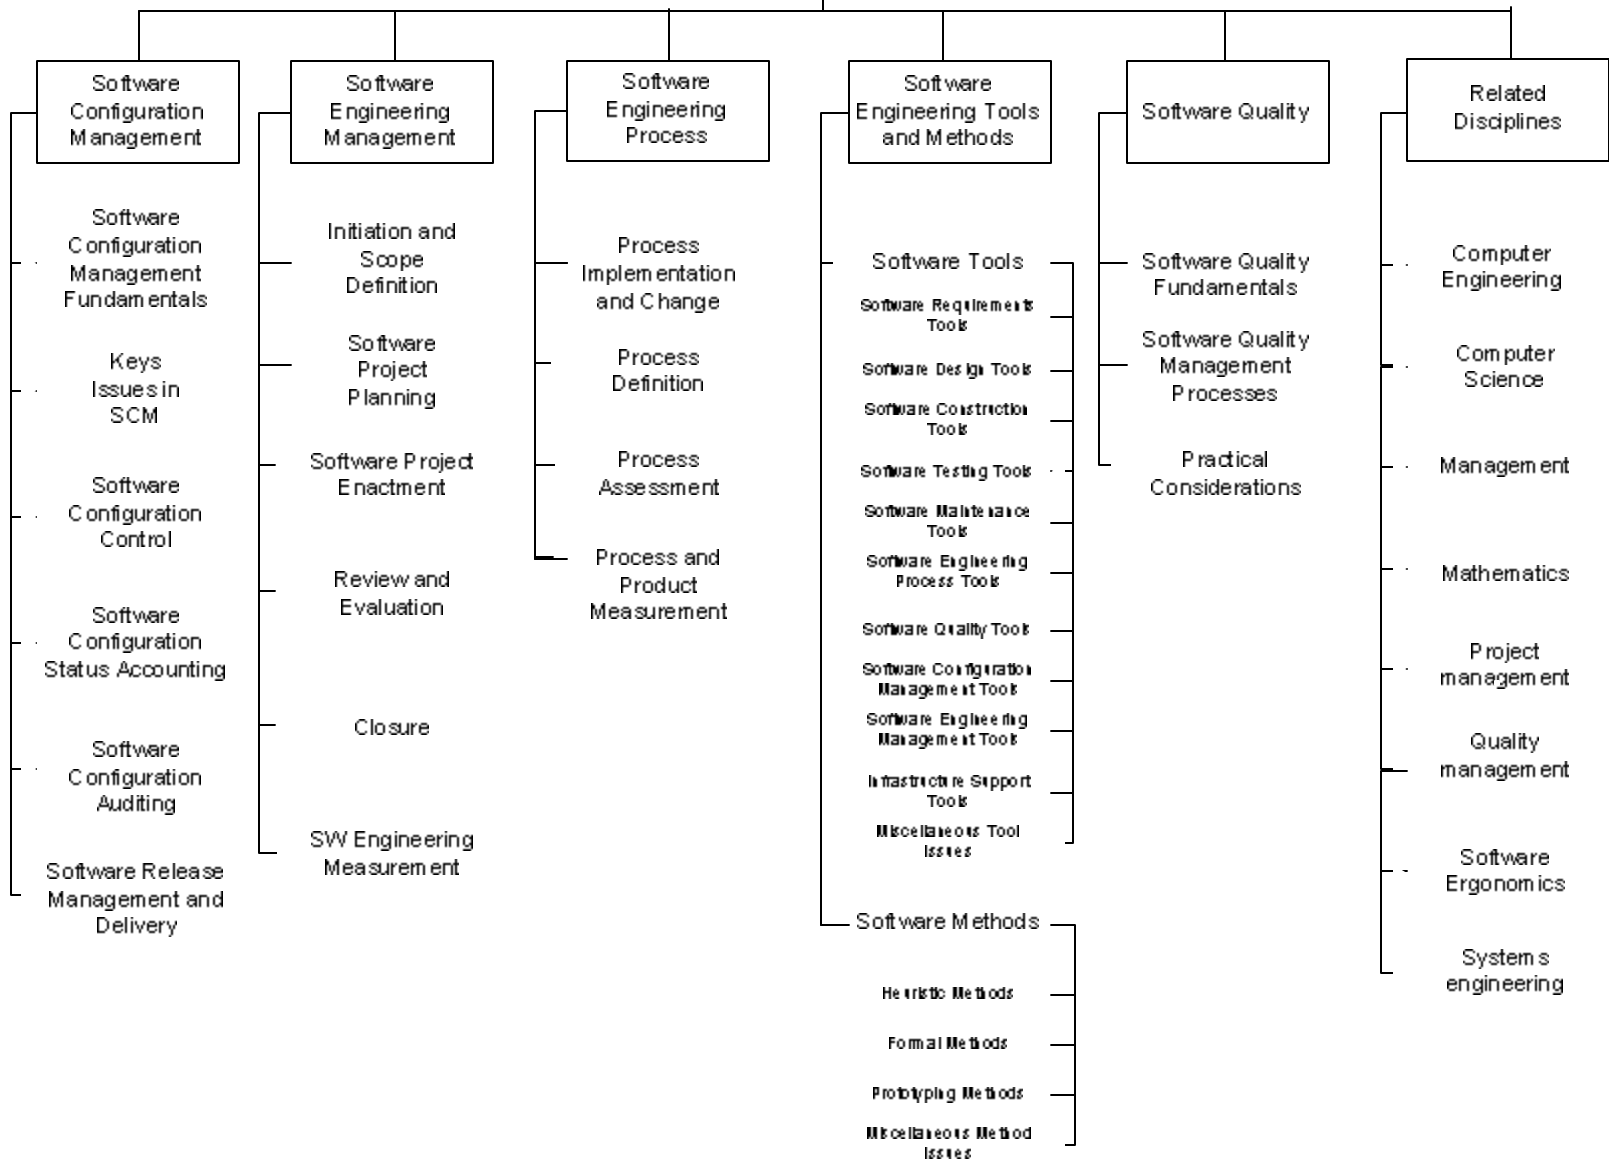 Software
Configuration
Management
Software
Configuration
Management
Fundamentals
Keys
Issues in
SCM
Software
Configuration
Control
Software
Configuration
Status Accounting
Software
Configuration
Auditing
Software Release
Management and
Delivery
Software
Engineering
Management
Initiation and
Scope
Definition
Software
Project
Planning
Software Project
Enactment
Review and
Evaluation
Closure
SW Engineering
Measurement
Software
Engineering
Process
Process
Implementation
and Change
Process
Definition
Process
Assessment
Process and
Product
Measurement
Software
Engineering Tools
and Methods
Software Tools
Software Requirements
Tools
Software Design Tools
Software Construction
Tools
Software Testing Tools
Software Maintenance
Tools
Software Engineering
Process Tools
Software Quality Tools
Software Configuration
Management Tools
Software Engineering
Management Tools
Infrastructure Support
Tools
Miscellaneous Tool
Issues
Software Methods
Heuristic Methods
Formal Methods
Prototyping Methods
Miscellaneous Method
Issues
Software Quality
Software Quality
Fundamentals
Software Quality
Management
Processes
Practical
Considerations
Related
Disciplines
Computer
Engineering
Computer
Science
Management
Mathematics
Project
management
Quality
management
Software
Ergonomics
Systems
engineering